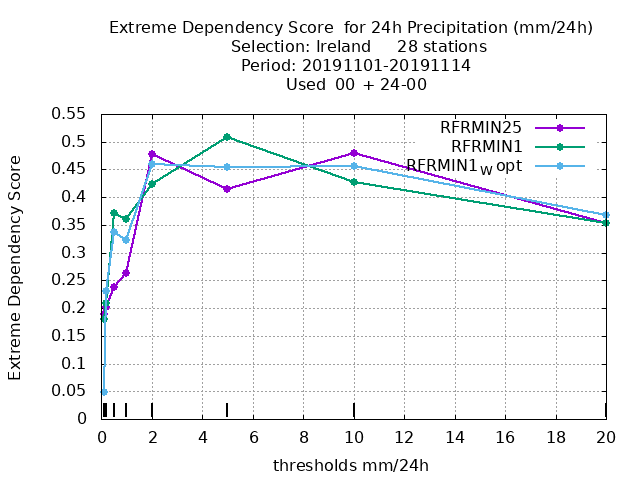 Extreme Dependency Score  for 24h Precipitation (mm/24h)
Selection: Ireland     28 stations
Period: 20191101-20191114
Used  00  + 24-00
RFRMIN25
RFRMIN1
RFRMIN1W opt
Extreme Dependency Score
0.55
0.5
0.45
0.4
0.35
0.3
0.25
0.2
0.15
0.1
0.05
0
0 2 4 6 8 10 12 14 16 18 20
thresholds mm/24h